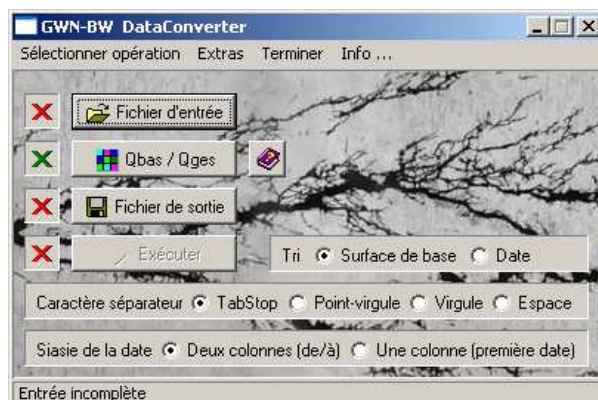 GWN-BW DataConverter
Sélectionner opération Extras Terminer Info ...
Fichier d'entrée
Qbas / Qges
Fichier de sortie
Exécuter Tri Surface de base Date
Caractère séparateur TabStop Point-virgule Virgule Espace
Siasie de la date Deux colonnes (de/à) Une colonne (première date)
Entrée incomplète